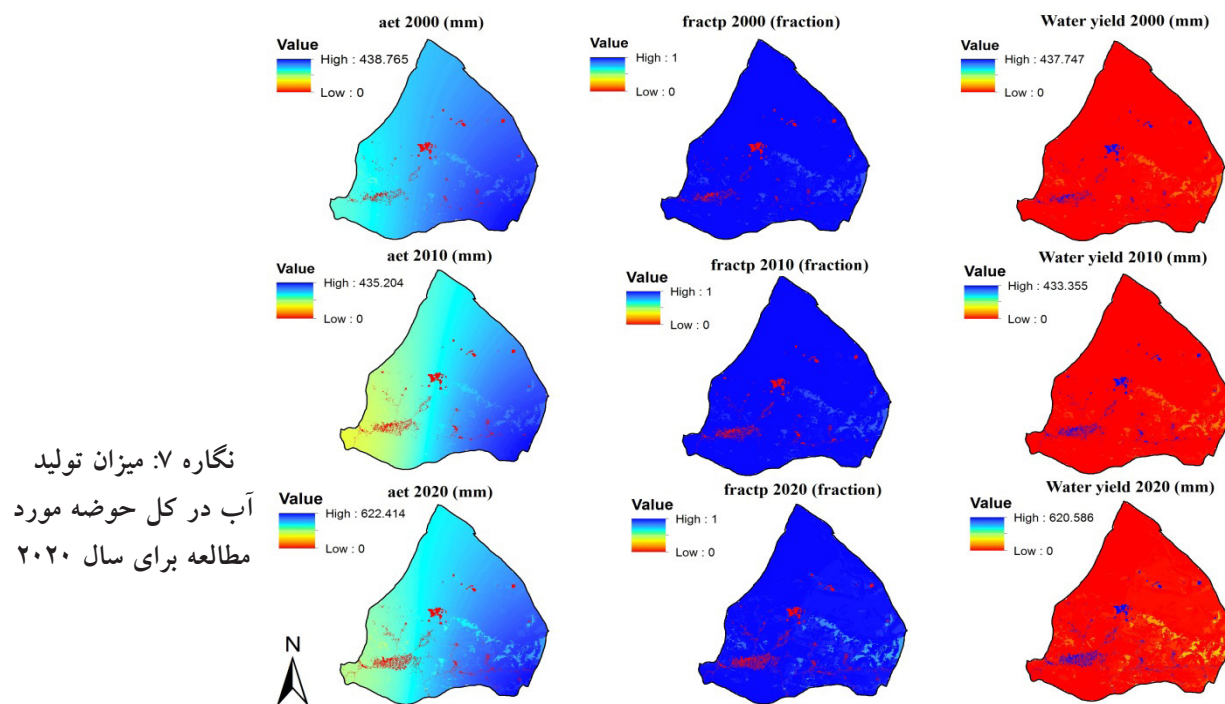 aet 2000 (mm)
Value
High : 438.765
Low : 0
fractp 2000 (fraction)
Value
High : 1
Low : 0
Water yield 2000 (mm)
Value
High : 437.747
Low : 0
aet 2010 (mm)
Value
High : 435.204
Low : 0
fractp 2010 (fraction)
Value
High : 1
Low : 0
Water yield 2010 (mm)
Value
High : 433.355
Low : 0
aet 2020 (mm)
Value
High : 622.414
Low : 0
fractp 2020 (fraction)
Value
High : 1
Low : 0
Water yield 2020 (mm)
Value
High : 620.586
Low : 0
N
نگاره ۷: میزان تولید
آب در کل حوضه مورد
مطالعه برای سال ۲۰۲۰